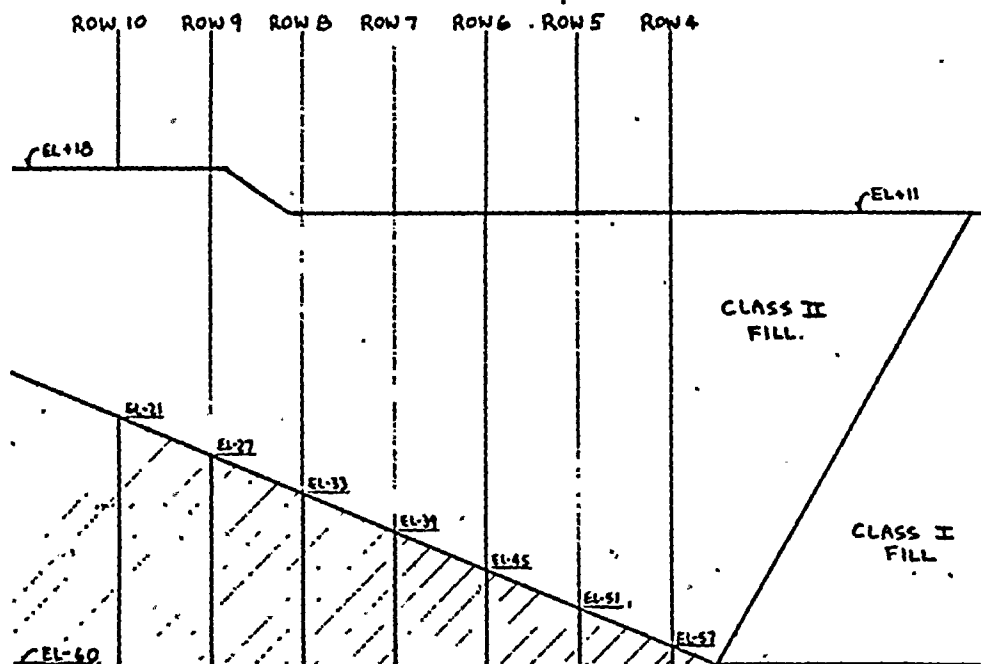 ROW 10 ROW 9 ROW 8 ROW 7 ROW 6 ROW 5 ROW 4
EL+18
EL+11
CLASS II
FILL.
EL-21
EL-27
EL-33
EL-39
EL-45
EL-51
EL-57
CLASS I
FILL
EL-60